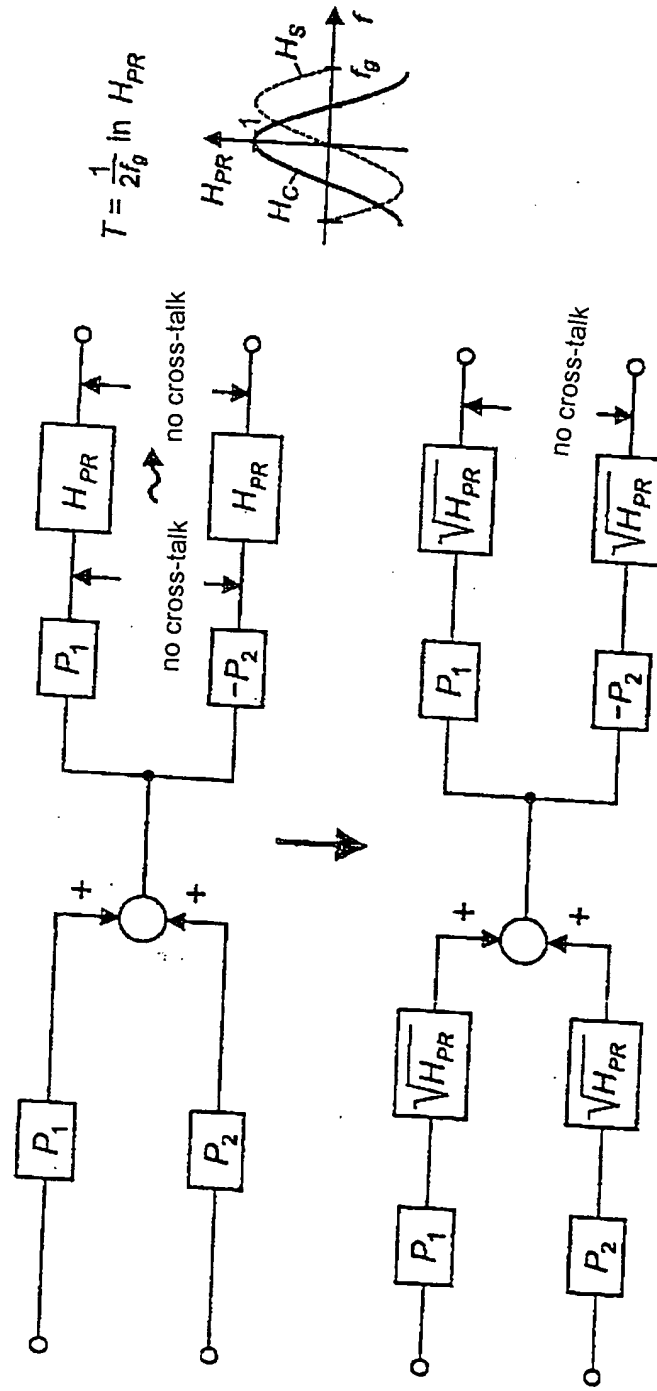 T = 1/(2f_g) in H_PR
H_PR
1
H_C
H_S
f_g
f
P_1
+
P_1
H_PR
no cross-talk
no cross-talk
P_2
+
-P_2
H_PR
P_1
√H_PR
+
P_1
√H_PR
no cross-talk
P_2
√H_PR
+
-P_2
√H_PR